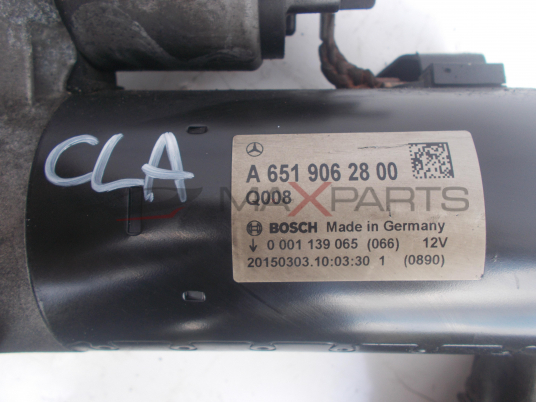 CLA
A 651 906 28 00
Q008
MAXPARTS
BOSCH Made in Germany
0 001 139 065 (066) 12V
20150303.10:03:30 1 (0890)